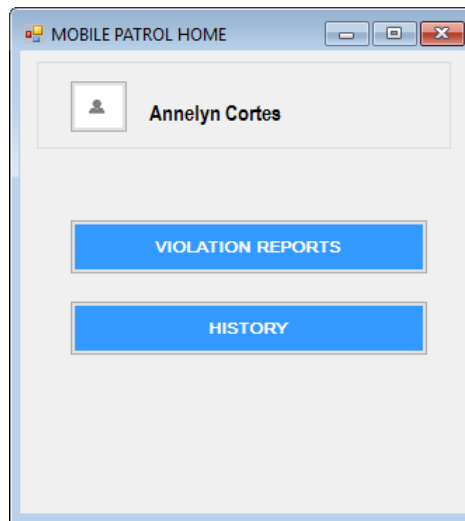 MOBILE PATROL HOME
Annelyn Cortes
VIOLATION REPORTS
HISTORY